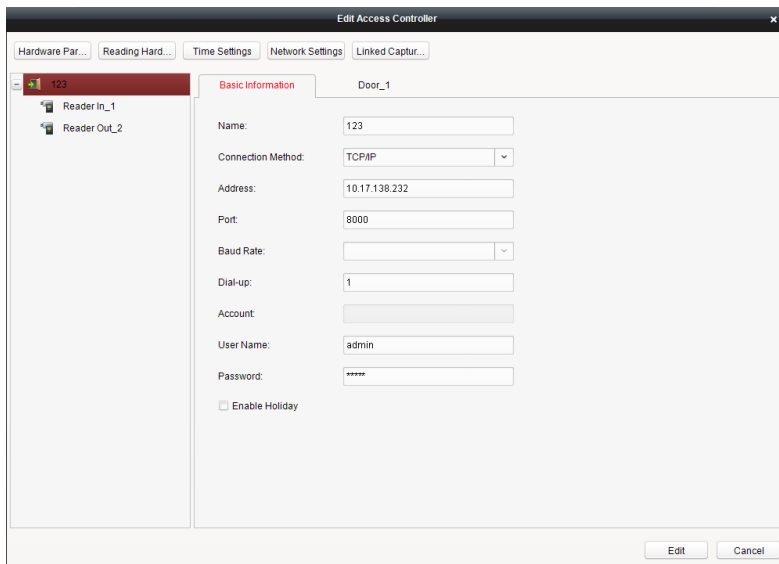 Edit Access Controller ×
Hardware Par... Reading Hard... Time Settings Network Settings Linked Captur...
123
Reader In_1
Reader Out_2
Basic Information Door_1
Name: 123
Connection Method: TCP/IP
Address: 10.17.138.232
Port: 8000
Baud Rate:
Dial-up: 1
Account:
User Name: admin
Password: *****
Enable Holiday
Edit Cancel